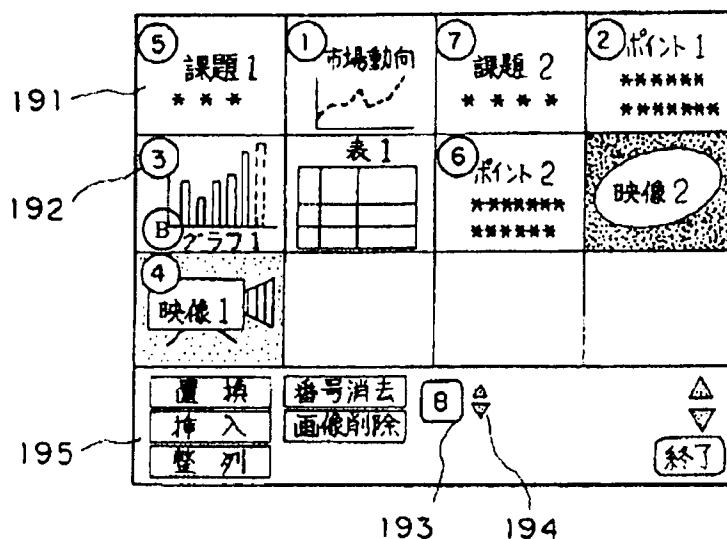 ⑤
課題1
* * *
①
市場動向
⑦
課題2
* * * *
②
ポイント1
******
*******
191
③
B
グラフ1
表1
⑥
ポイント2
*******
******
映像2
192
④
映像1
置換
番号消去
8
挿入
画像削除
整列
終了
195
193
194